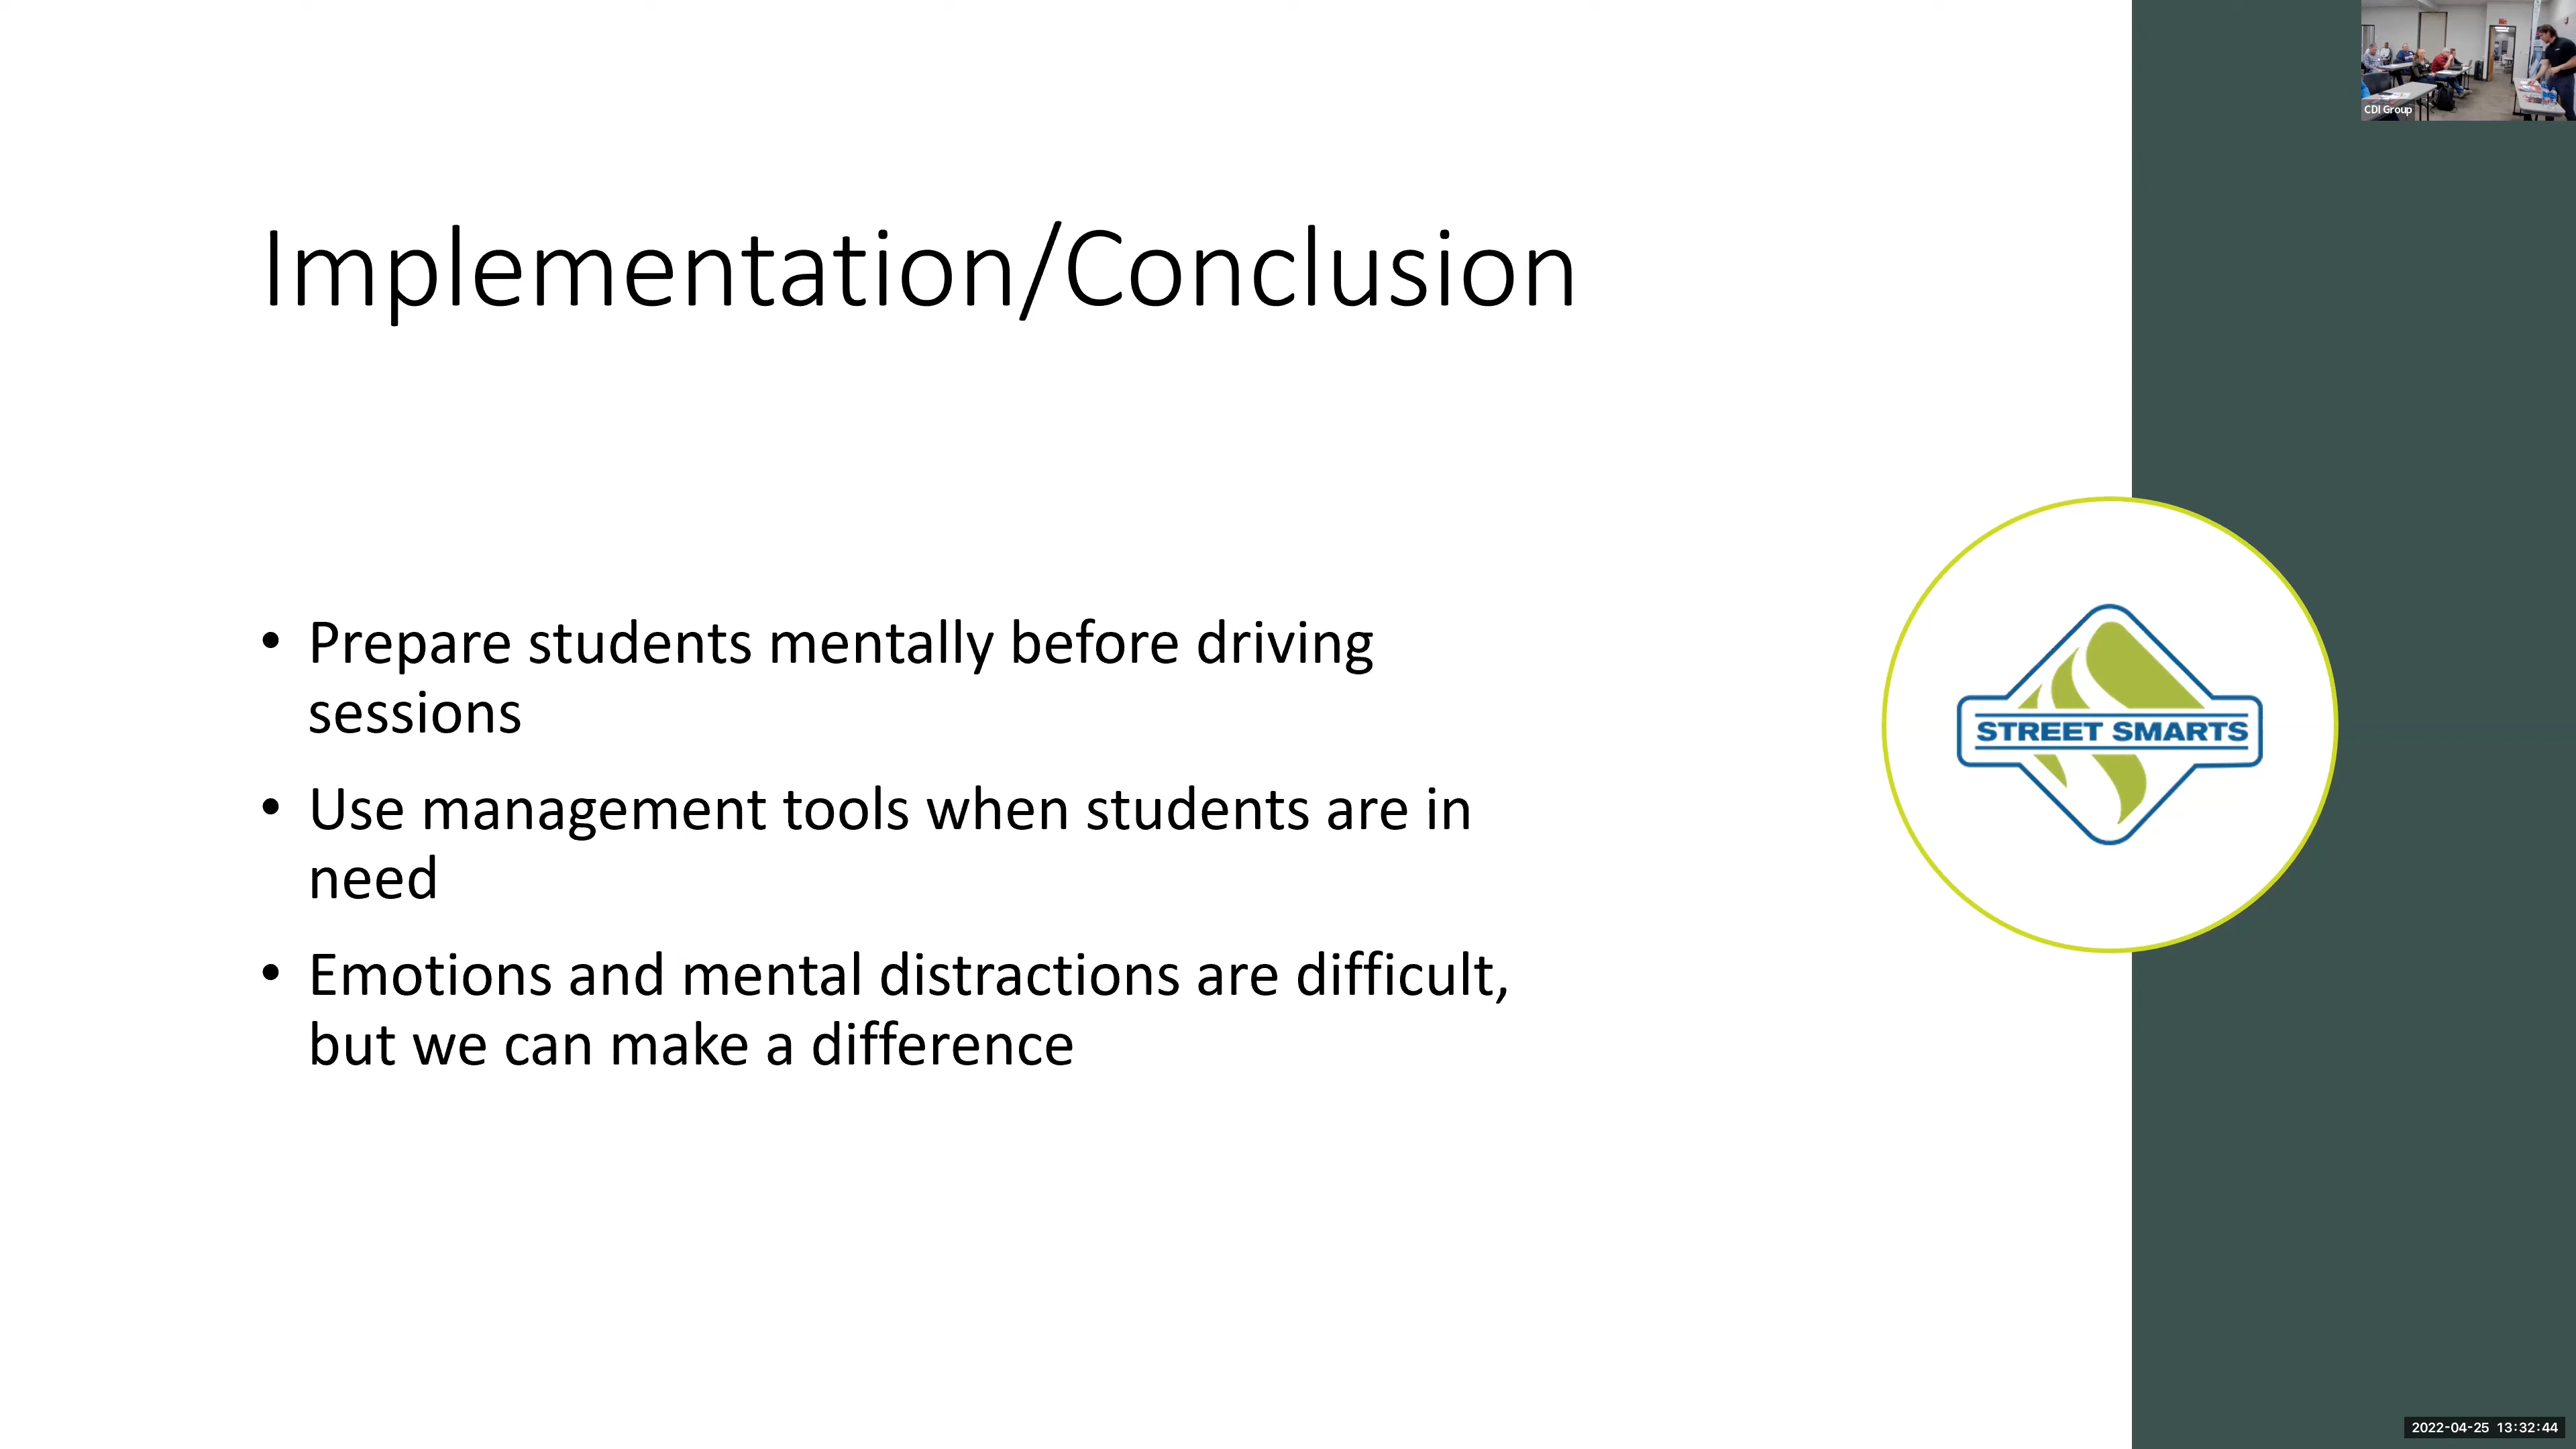 CDI Group
Implementation/Conclusion
• Prepare students mentally before driving
sessions
• Use management tools when students are in
need
• Emotions and mental distractions are difficult,
but we can make a difference
STREET SMARTS
2022-04-25 13:32:44